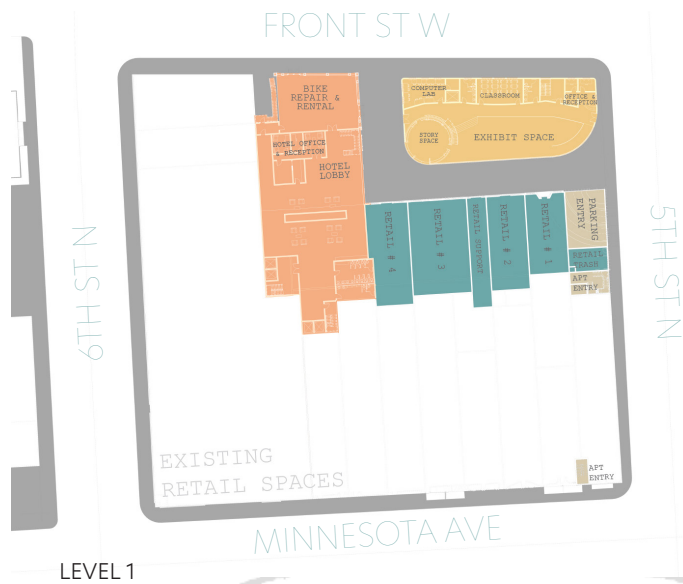 FRONT ST W
BIKE
REPAIR &
RENTAL
COMPUTER
LAB
CLASSROOM
OFFICE &
RECEPTION
STORY
SPACE
EXHIBIT SPACE
HOTEL OFFICE
& RECEPTION
HOTEL
LOBBY
6TH ST N
5TH ST N
RETAIL # 4
RETAIL # 3
RETAIL SUPPORT
RETAIL # 2
RETAIL # 1
PARKING
ENTRY
RETAIL
TRASH
APT
ENTRY
EXISTING
RETAIL SPACES
APT
ENTRY
MINNESOTA AVE
LEVEL 1